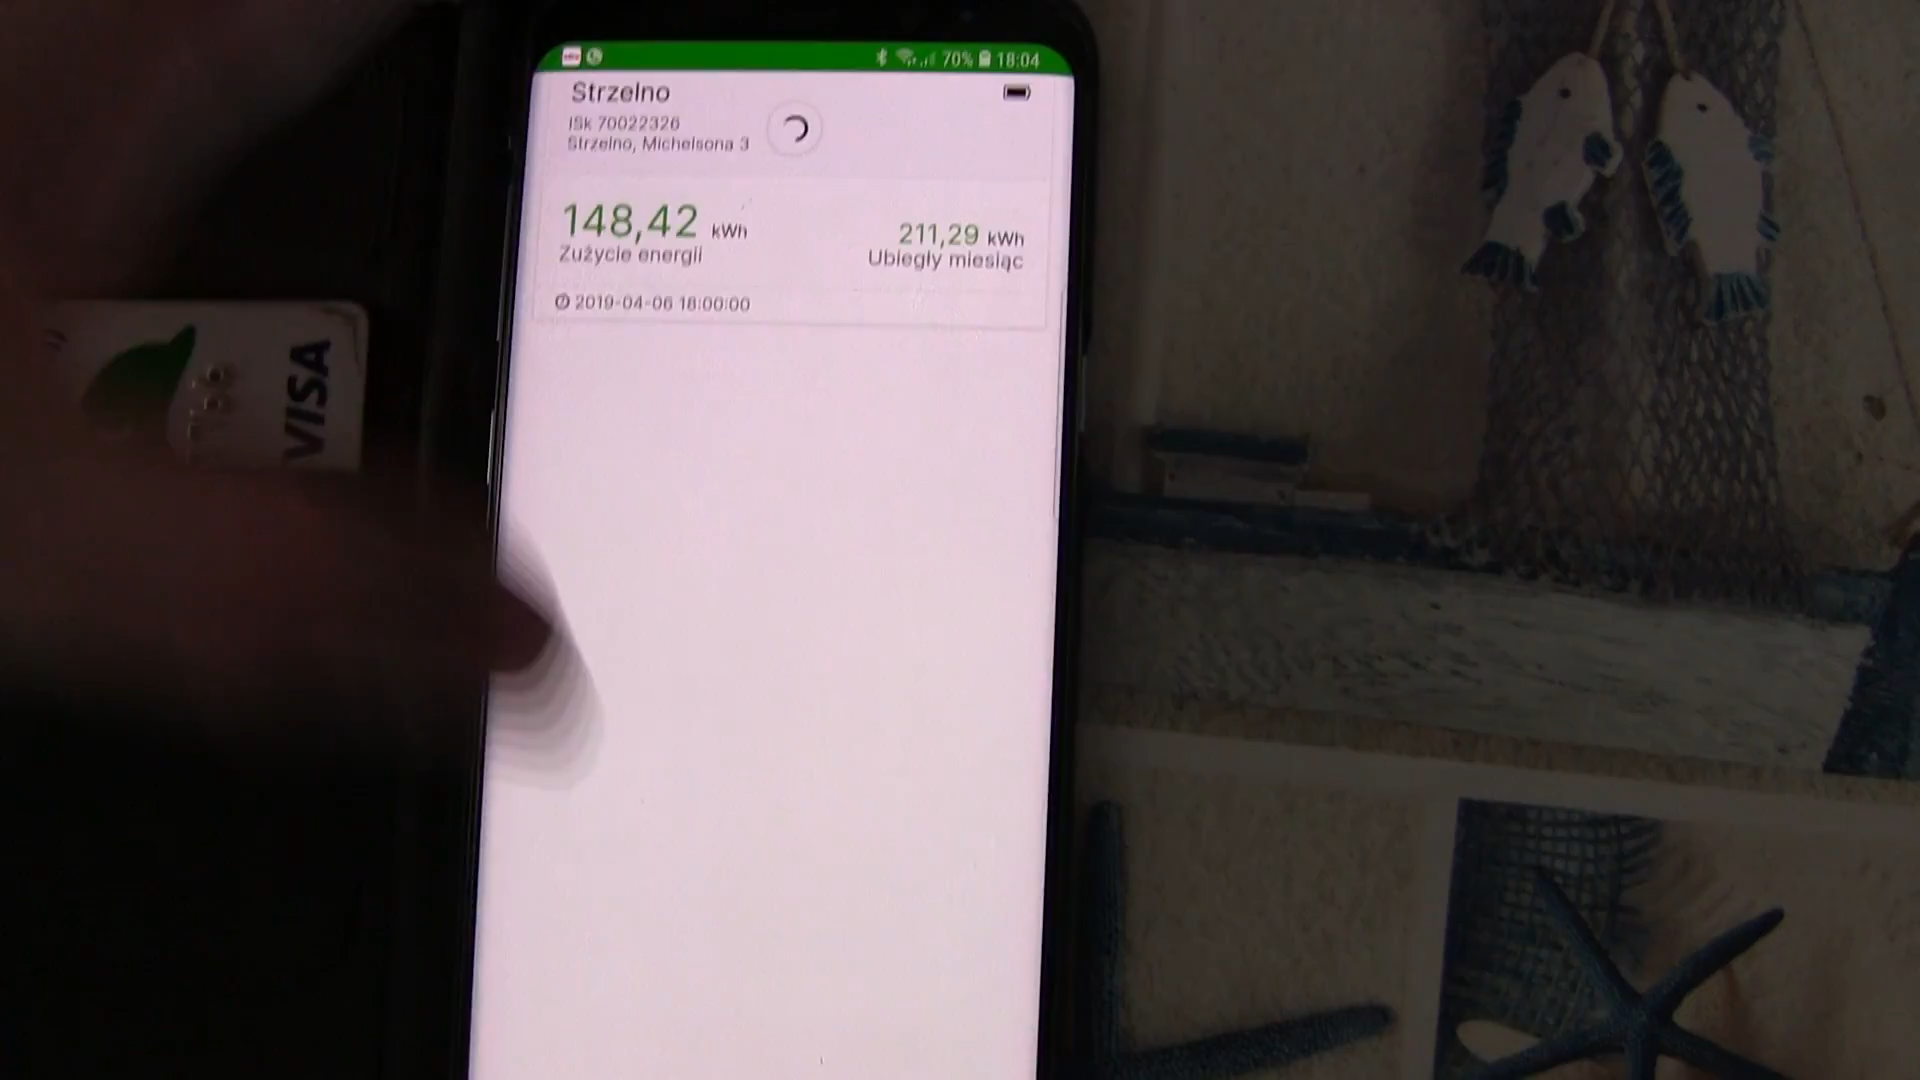 70% 18:04
Strzelno
ISk 70022326
Strzelno, Michelsona 3
148,42 kWh
Zużycie energii
211,29 kWh
Ubiegły miesiąc
2019-04-06 18:00:00
VISA